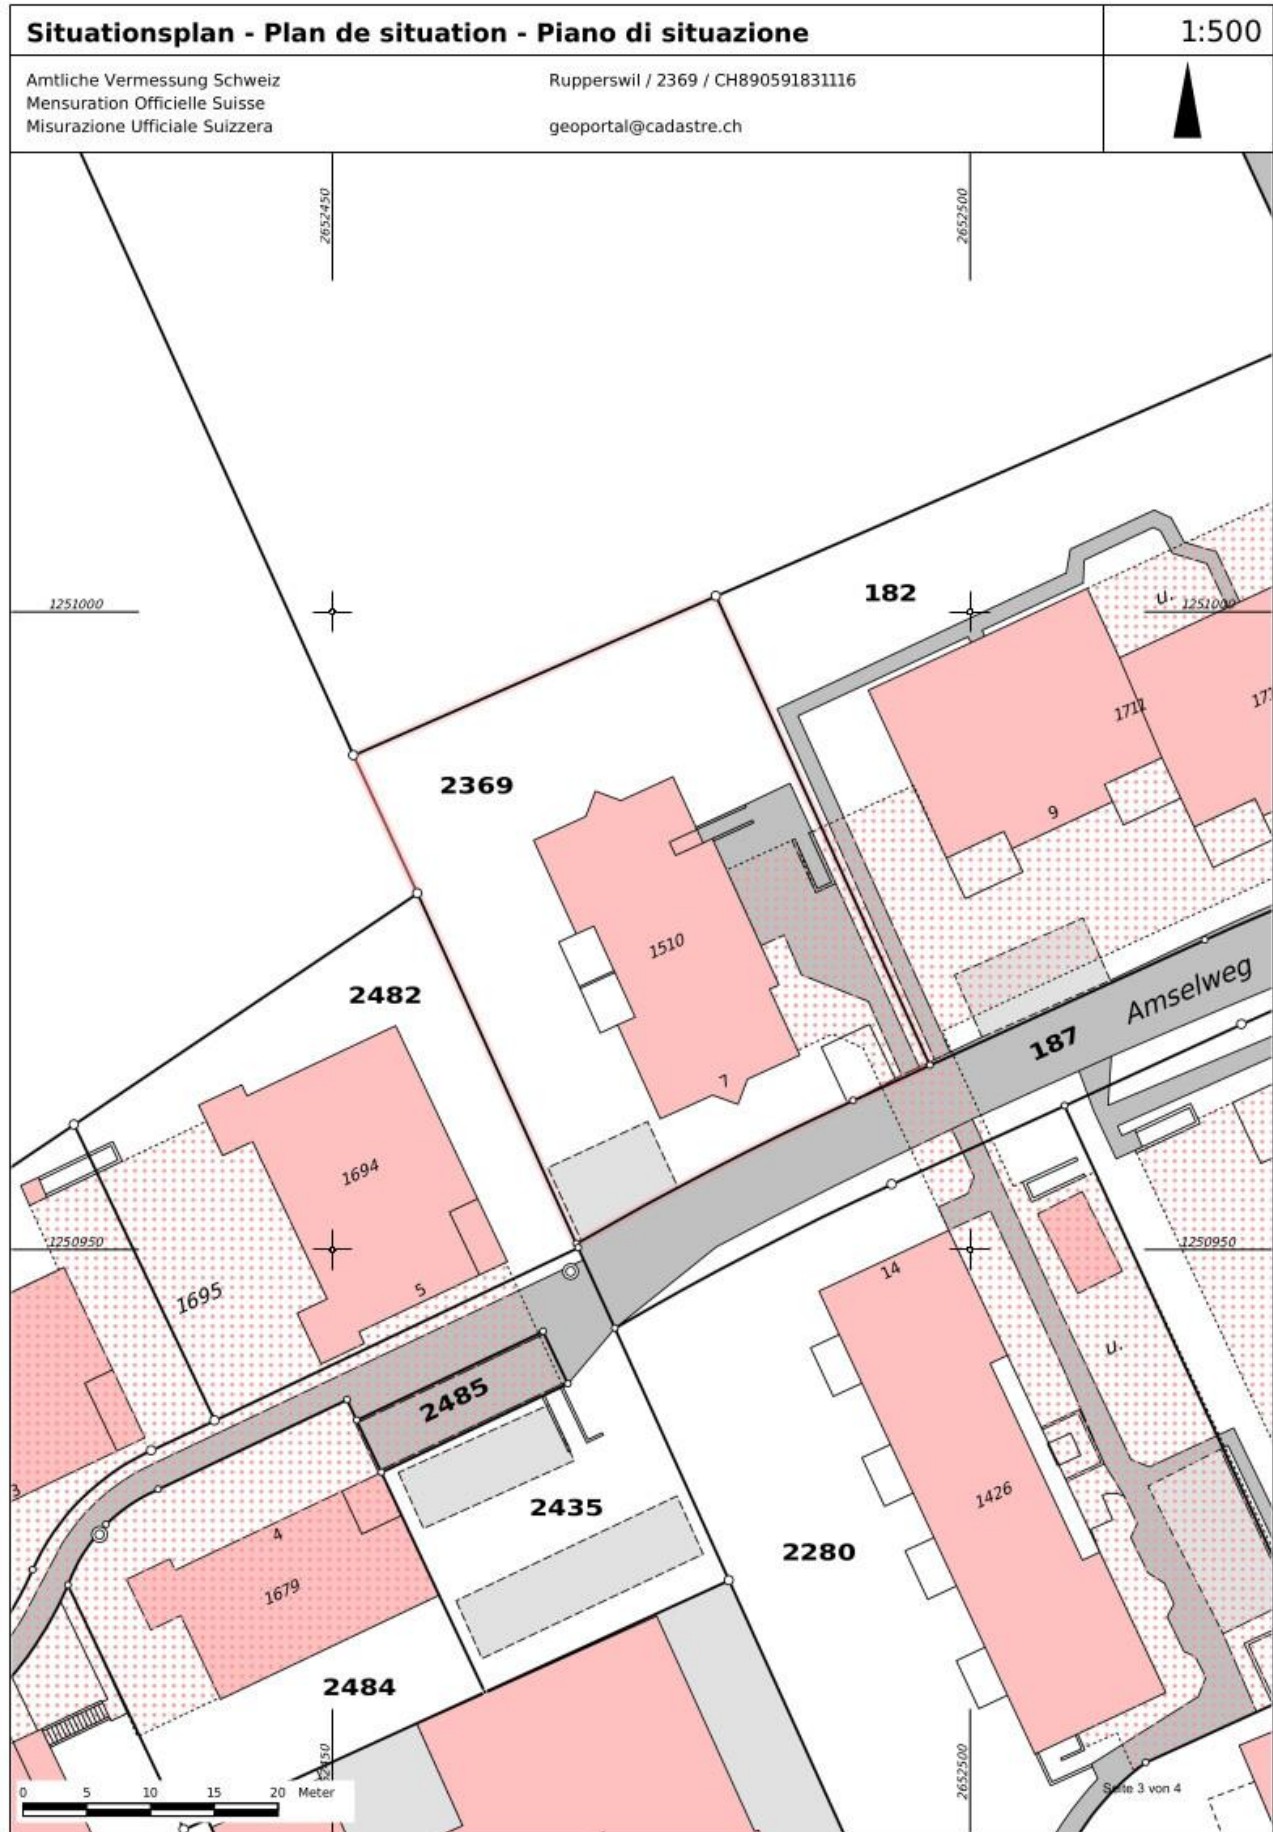 Situationsplan - Plan de situation - Piano di situazione
1:500
Amtliche Vermessung Schweiz
Mensuration Officielle Suisse
Misurazione Ufficiale Suizzera
Rupperswil / 2369 / CH890591831116
geoportal@cadastre.ch
2652450
2652500
182
1251000
u.
1251000
1711
2369
9
1510
2482
Amselweg
187
7
1694
1250950
1250950
14
5
1695
u.
2485
3
1426
2435
4
2280
1679
2484
2652500
0 5 10 15 20 Meter
Seite 3 von 4